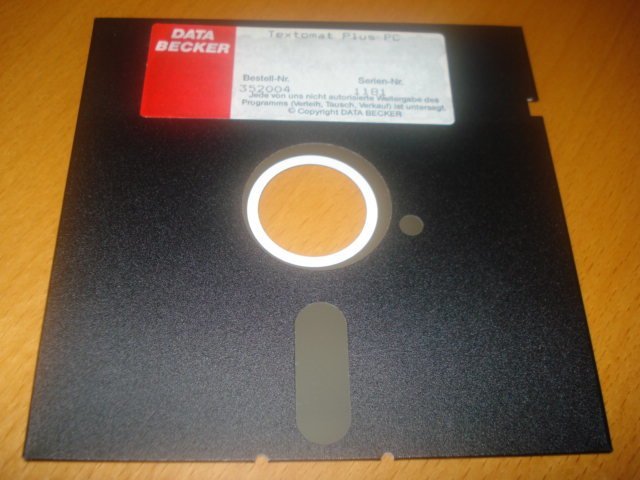 DATA
BECKER
Textomat Plus PC
Bestell-Nr. Serien-Nr.
352004 1181
Jede von uns nicht autorisierte Weitergabe des
Programms (Verleih, Tausch, Verkauf) ist untersagt.
© Copyright DATA BECKER